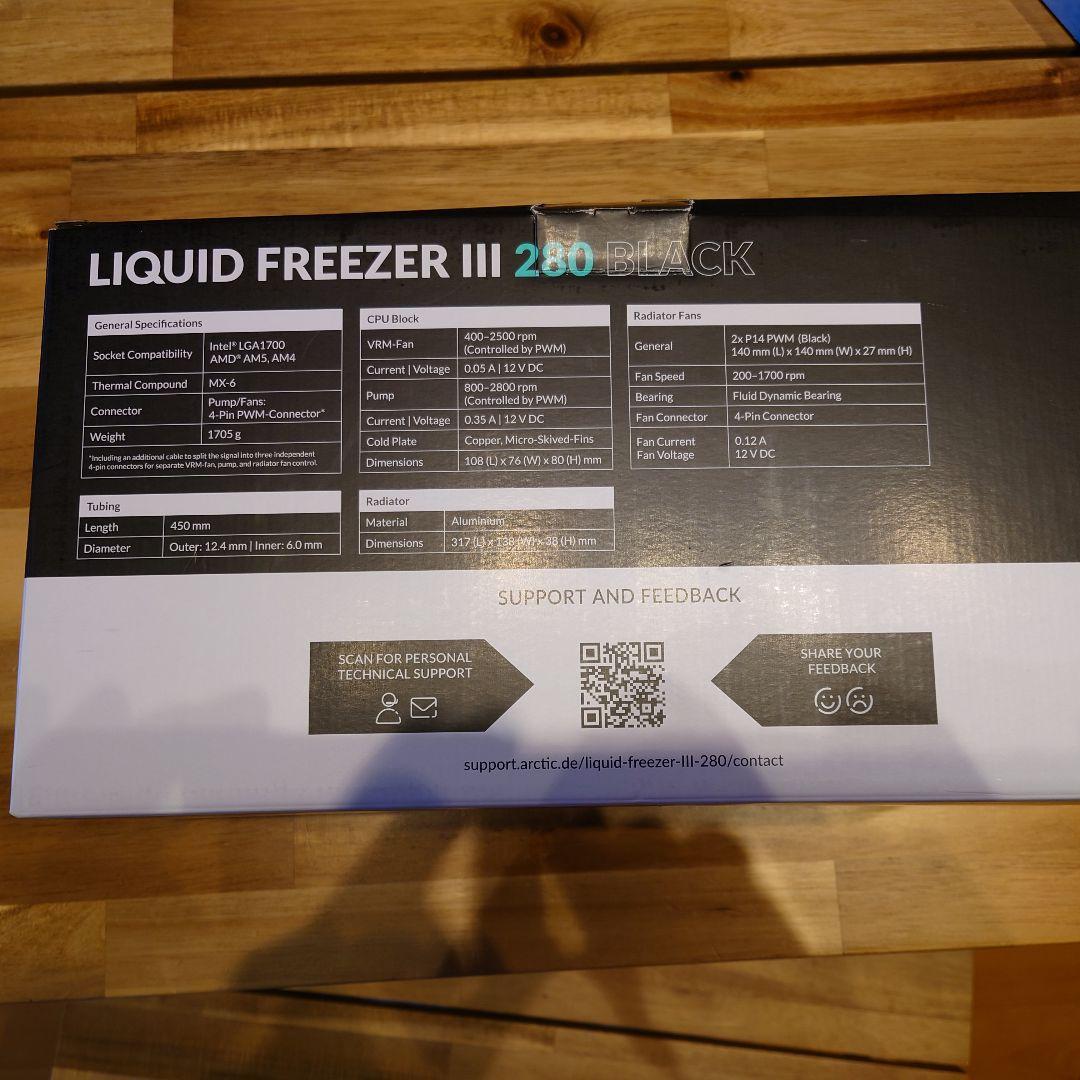 LIQUID FREEZER III 280 BLACK
General Specifications
Socket Compatibility
Intel® LGA1700
AMD® AM5, AM4
Thermal Compound MX-6
Connector
Pump/Fans:
4-Pin PWM-Connector*
Weight 1705 g
*Including an additional cable to split the signal into three independent
4-pin connectors for separate VRM-fan, pump, and radiator fan control.
CPU Block
VRM-Fan
400–2500 rpm
(Controlled by PWM)
Current | Voltage 0.05 A | 12 V DC
Pump
800–2800 rpm
(Controlled by PWM)
Current | Voltage 0.35 A | 12 V DC
Cold Plate Copper, Micro-Skived-Fins
Dimensions 108 (L) x 76 (W) x 80 (H) mm
Radiator Fans
General
2x P14 PWM (Black)
140 mm (L) x 140 mm (W) x 27 mm (H)
Fan Speed 200–1700 rpm
Bearing Fluid Dynamic Bearing
Fan Connector 4-Pin Connector
Fan Current 0.12 A
Fan Voltage 12 V DC
Tubing
Length 450 mm
Diameter Outer: 12.4 mm | Inner: 6.0 mm
Radiator
Material Aluminium
Dimensions 317 (L) x 138 (W) x 38 (H) mm
SUPPORT AND FEEDBACK
SCAN FOR PERSONAL
TECHNICAL SUPPORT
SHARE YOUR
FEEDBACK
support.arctic.de/liquid-freezer-III-280/contact